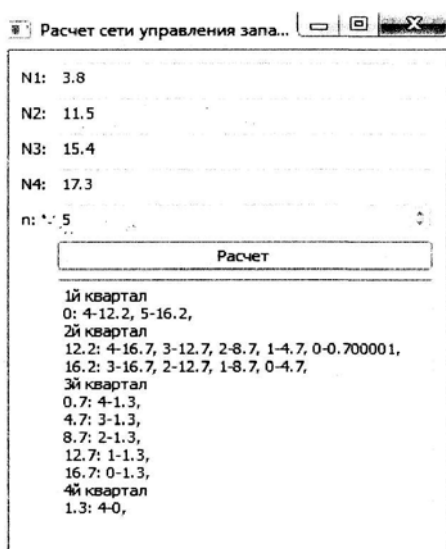 Расчет сети управления запа...
N1: 3.8
N2: 11.5
N3: 15.4
N4: 17.3
n: 5
Расчет
1й квартал
0: 4-12.2, 5-16.2,
2й квартал
12.2: 4-16.7, 3-12.7, 2-8.7, 1-4.7, 0-0.700001,
16.2: 3-16.7, 2-12.7, 1-8.7, 0-4.7,
3й квартал
0.7: 4-1.3,
4.7: 3-1.3,
8.7: 2-1.3,
12.7: 1-1.3,
16.7: 0-1.3,
4й квартал
1.3: 4-0,